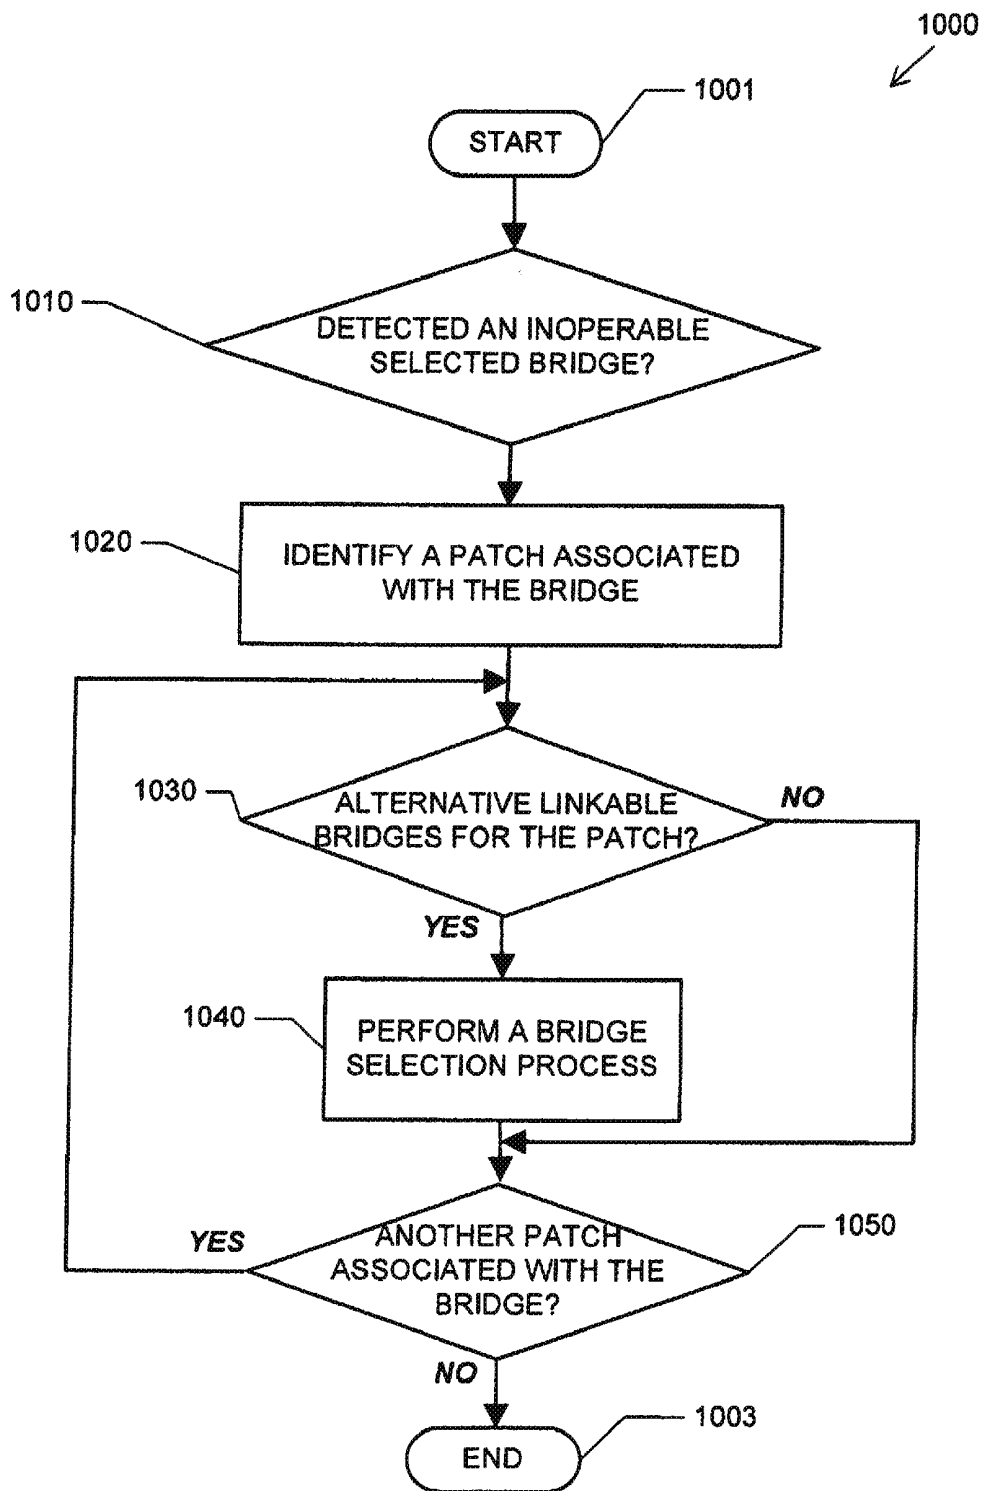 1000
1001
START
1010
DETECTED AN INOPERABLE
SELECTED BRIDGE?
1020
IDENTIFY A PATCH ASSOCIATED
WITH THE BRIDGE
1030
ALTERNATIVE LINKABLE
BRIDGES FOR THE PATCH?
NO
YES
1040
PERFORM A BRIDGE
SELECTION PROCESS
YES
ANOTHER PATCH
ASSOCIATED WITH THE
BRIDGE?
1050
NO
END
1003